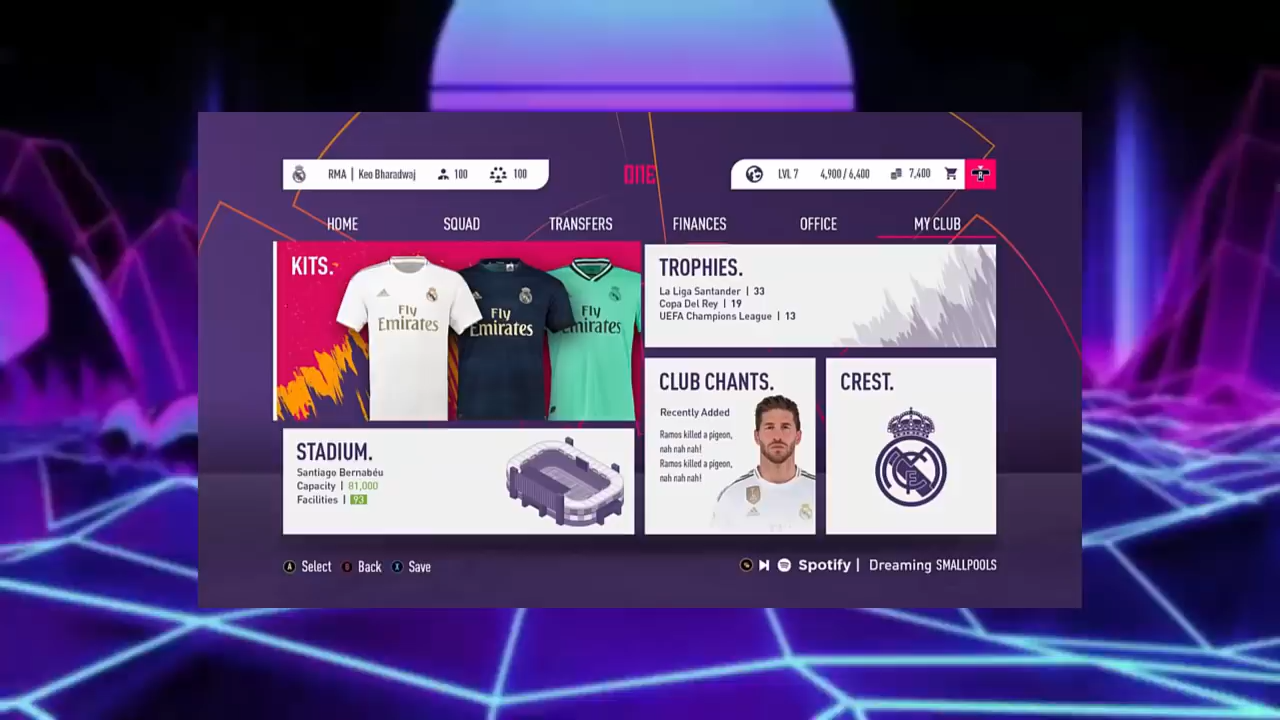 RMA | Keo Bharadwaj 100 100
ONE
LVL 7 4,900 / 6,400 7,400
HOME SQUAD TRANSFERS FINANCES OFFICE MY CLUB
KITS.
Fly Emirates
Fly Emirates
Fly Emirates
TROPHIES.
La Liga Santander | 33
Copa Del Rey | 19
UEFA Champions League | 13
STADIUM.
Santiago Bernabéu
Capacity | 81,000
Facilities | 93
CLUB CHANTS.
Recently Added
Ramos killed a pigeon,
nah nah nah!
Ramos killed a pigeon,
nah nah nah!
CREST.
A Select B Back X Save
Spotify | Dreaming SMALLPOOLS